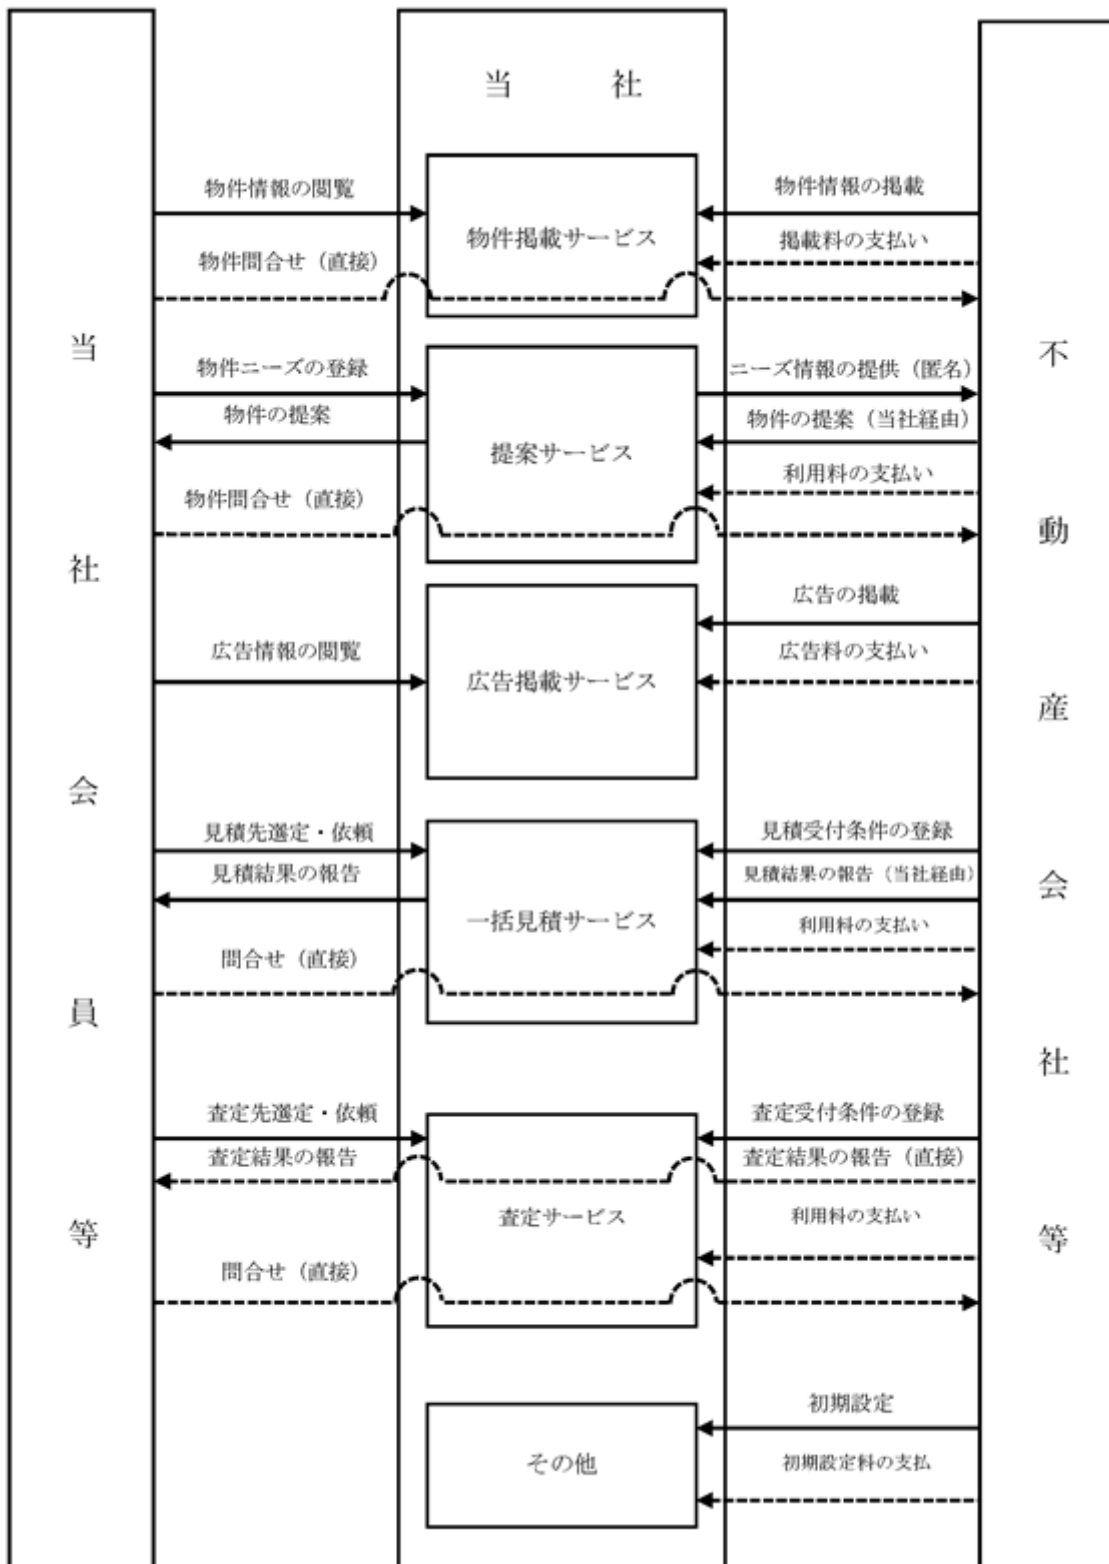 当社
当社会員等
不動産会社等
物件情報の閲覧
物件問合せ（直接）
物件掲載サービス
物件情報の掲載
掲載料の支払い
物件ニーズの登録
物件の提案
物件問合せ（直接）
提案サービス
ニーズ情報の提供（匿名）
物件の提案（当社経由）
利用料の支払い
広告情報の閲覧
広告掲載サービス
広告の掲載
広告料の支払い
見積先選定・依頼
見積結果の報告
問合せ（直接）
一括見積サービス
見積受付条件の登録
見積結果の報告（当社経由）
利用料の支払い
査定先選定・依頼
査定結果の報告
問合せ（直接）
査定サービス
査定受付条件の登録
査定結果の報告（直接）
利用料の支払い
その他
初期設定
初期設定料の支払